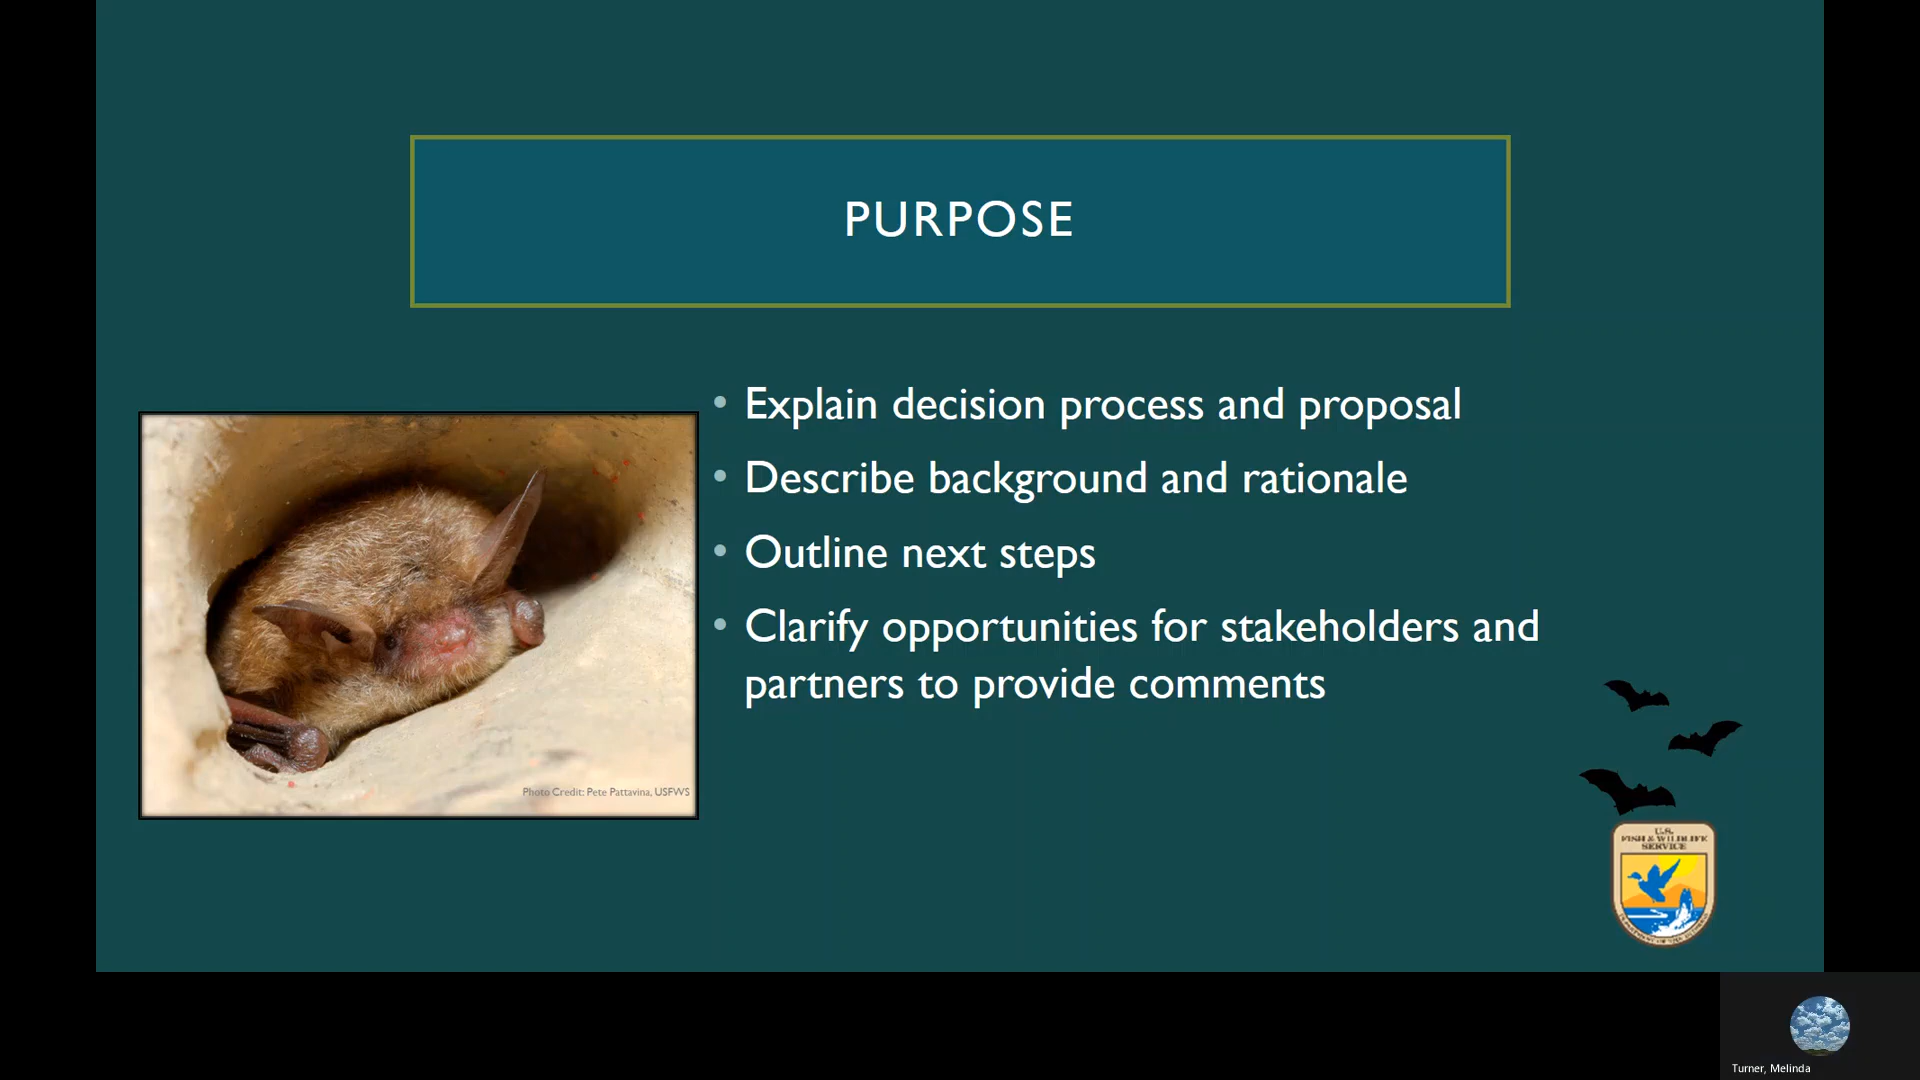 PURPOSE
• Explain decision process and proposal
• Describe background and rationale
• Outline next steps
• Clarify opportunities for stakeholders and
partners to provide comments
Photo Credit: Pete Pattavina, USFWS
U.S.
FISH & WILDLIFE
SERVICE
Turner, Melinda